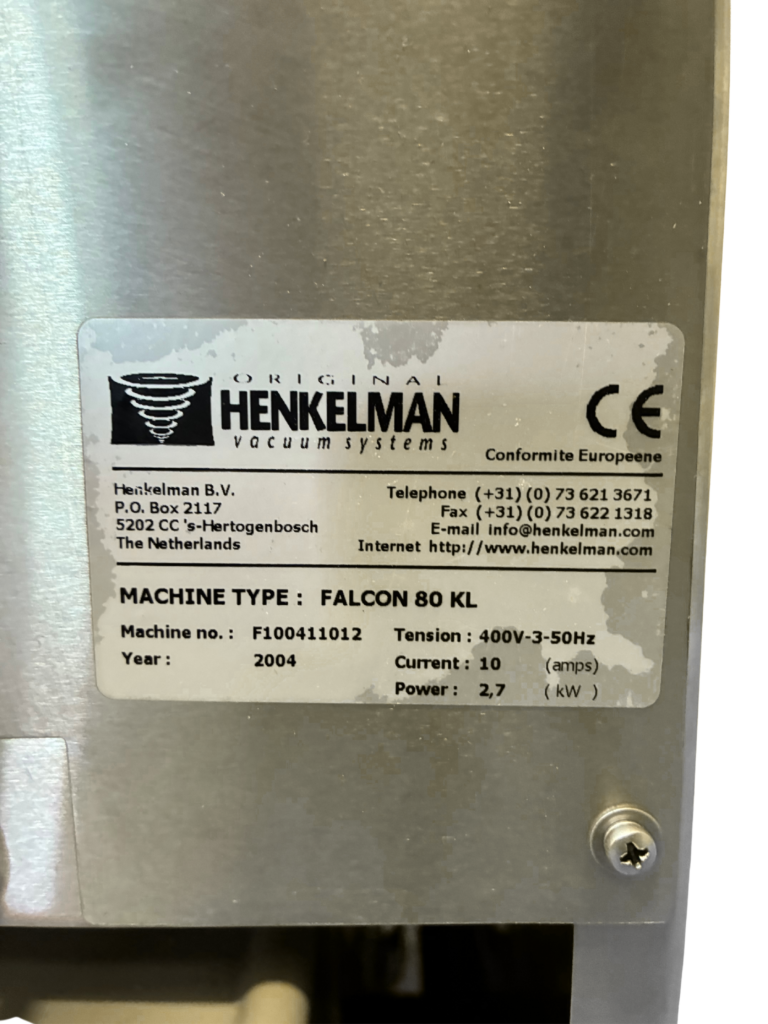 ORIGINAL
HENKELMAN
vacuum systems
CE
Conformite Europeene
Henkelman B.V.
P.O. Box 2117
5202 CC 's-Hertogenbosch
The Netherlands
Telephone (+31) (0) 73 621 3671
Fax (+31) (0) 73 622 1318
E-mail info@henkelman.com
Internet http://www.henkelman.com
MACHINE TYPE : FALCON 80 KL
Machine no. : F100411012
Year : 2004
Tension : 400V-3-50Hz
Current : 10 (amps)
Power : 2,7 ( kW )